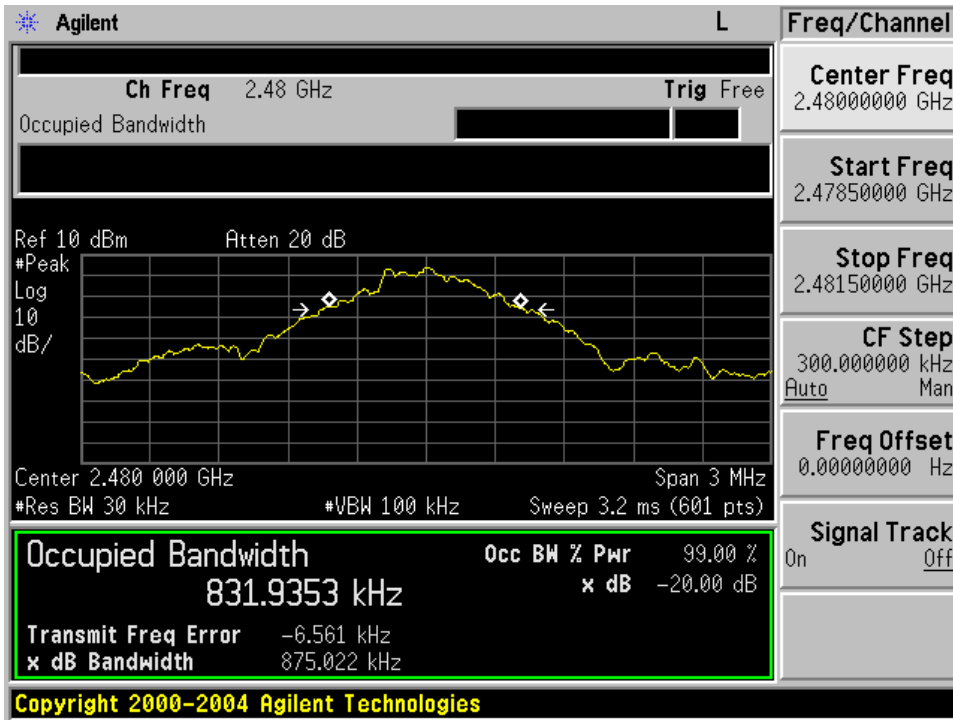 Agilent L Freq/Channel
Ch Freq 2.48 GHz Trig Free
Occupied Bandwidth
Ref 10 dBm Atten 20 dB
#Peak
Log
10
dB/
Center 2.480 000 GHz Span 3 MHz
#Res BW 30 kHz #VBW 100 kHz Sweep 3.2 ms (601 pts)
Occupied Bandwidth Occ BW % Pwr 99.00 %
831.9353 kHz x dB -20.00 dB
Transmit Freq Error -6.561 kHz
x dB Bandwidth 875.022 kHz
Copyright 2000-2004 Agilent Technologies
Center Freq
2.48000000 GHz
Start Freq
2.47850000 GHz
Stop Freq
2.48150000 GHz
CF Step
300.000000 kHz
Auto Man
Freq Offset
0.00000000 Hz
Signal Track
On Off